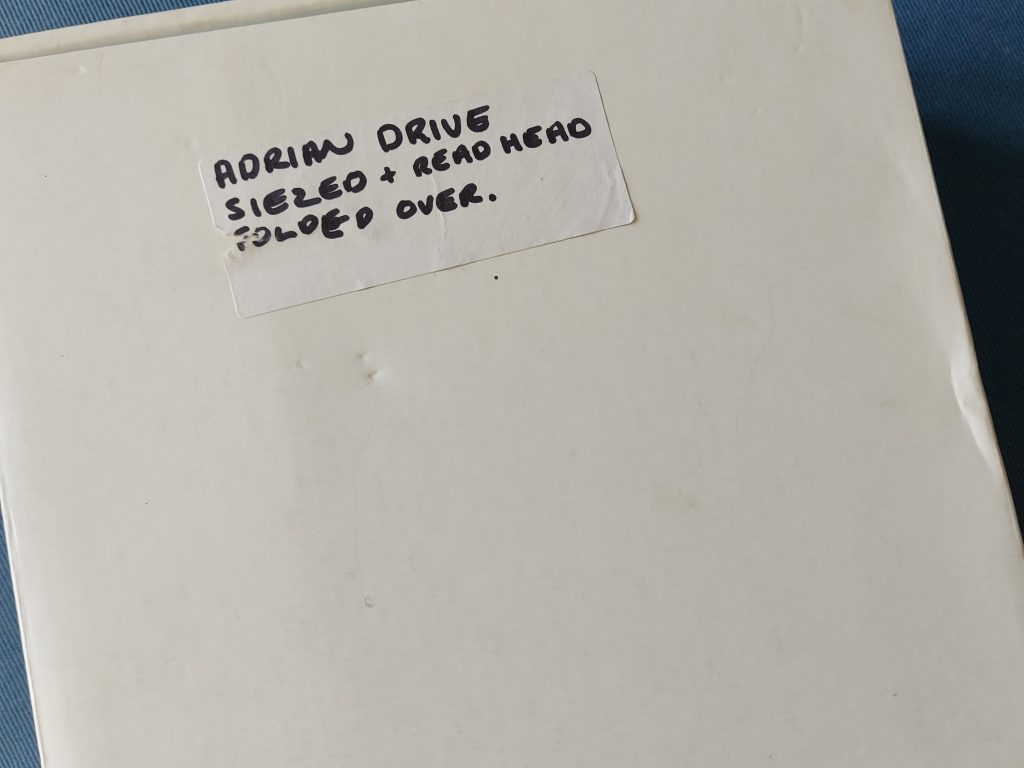 ADRIAN DRIVE
SIEZED + READ HEAD
FOLDED OVER.